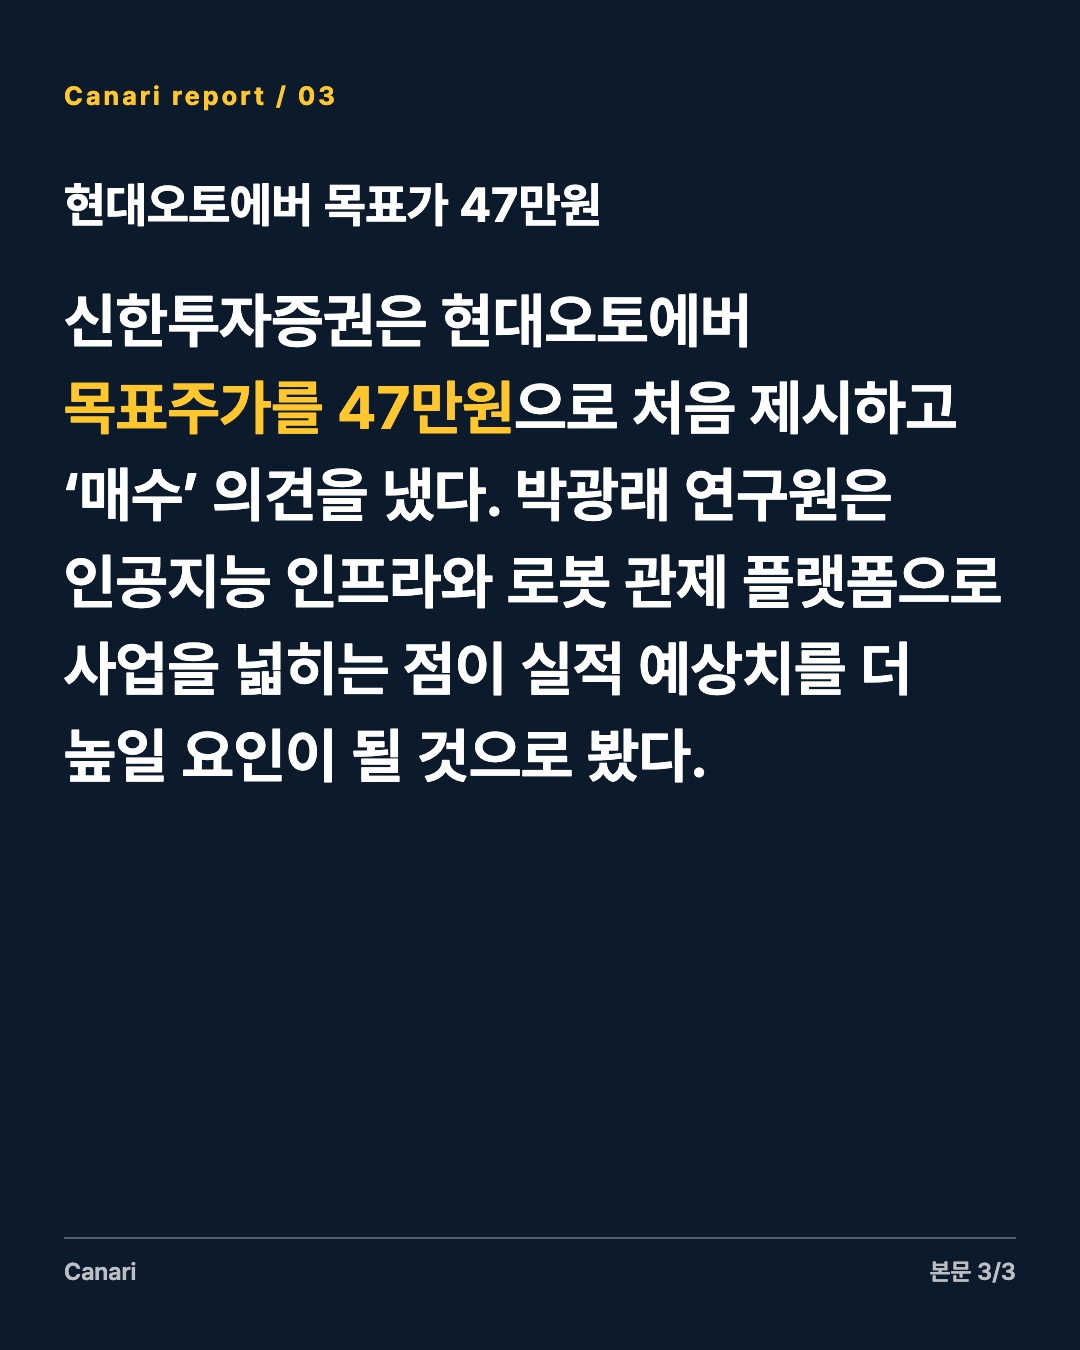 Canari report / 03
현대오토에버 목표가 47만원
신한투자증권은 현대오토에버
목표주가를 47만원으로 처음 제시하고
‘매수’ 의견을 냈다. 박광래 연구원은
인공지능 인프라와 로봇 관제 플랫폼으로
사업을 넓히는 점이 실적 예상치를 더
높일 요인이 될 것으로 봤다.
Canari
본문 3/3